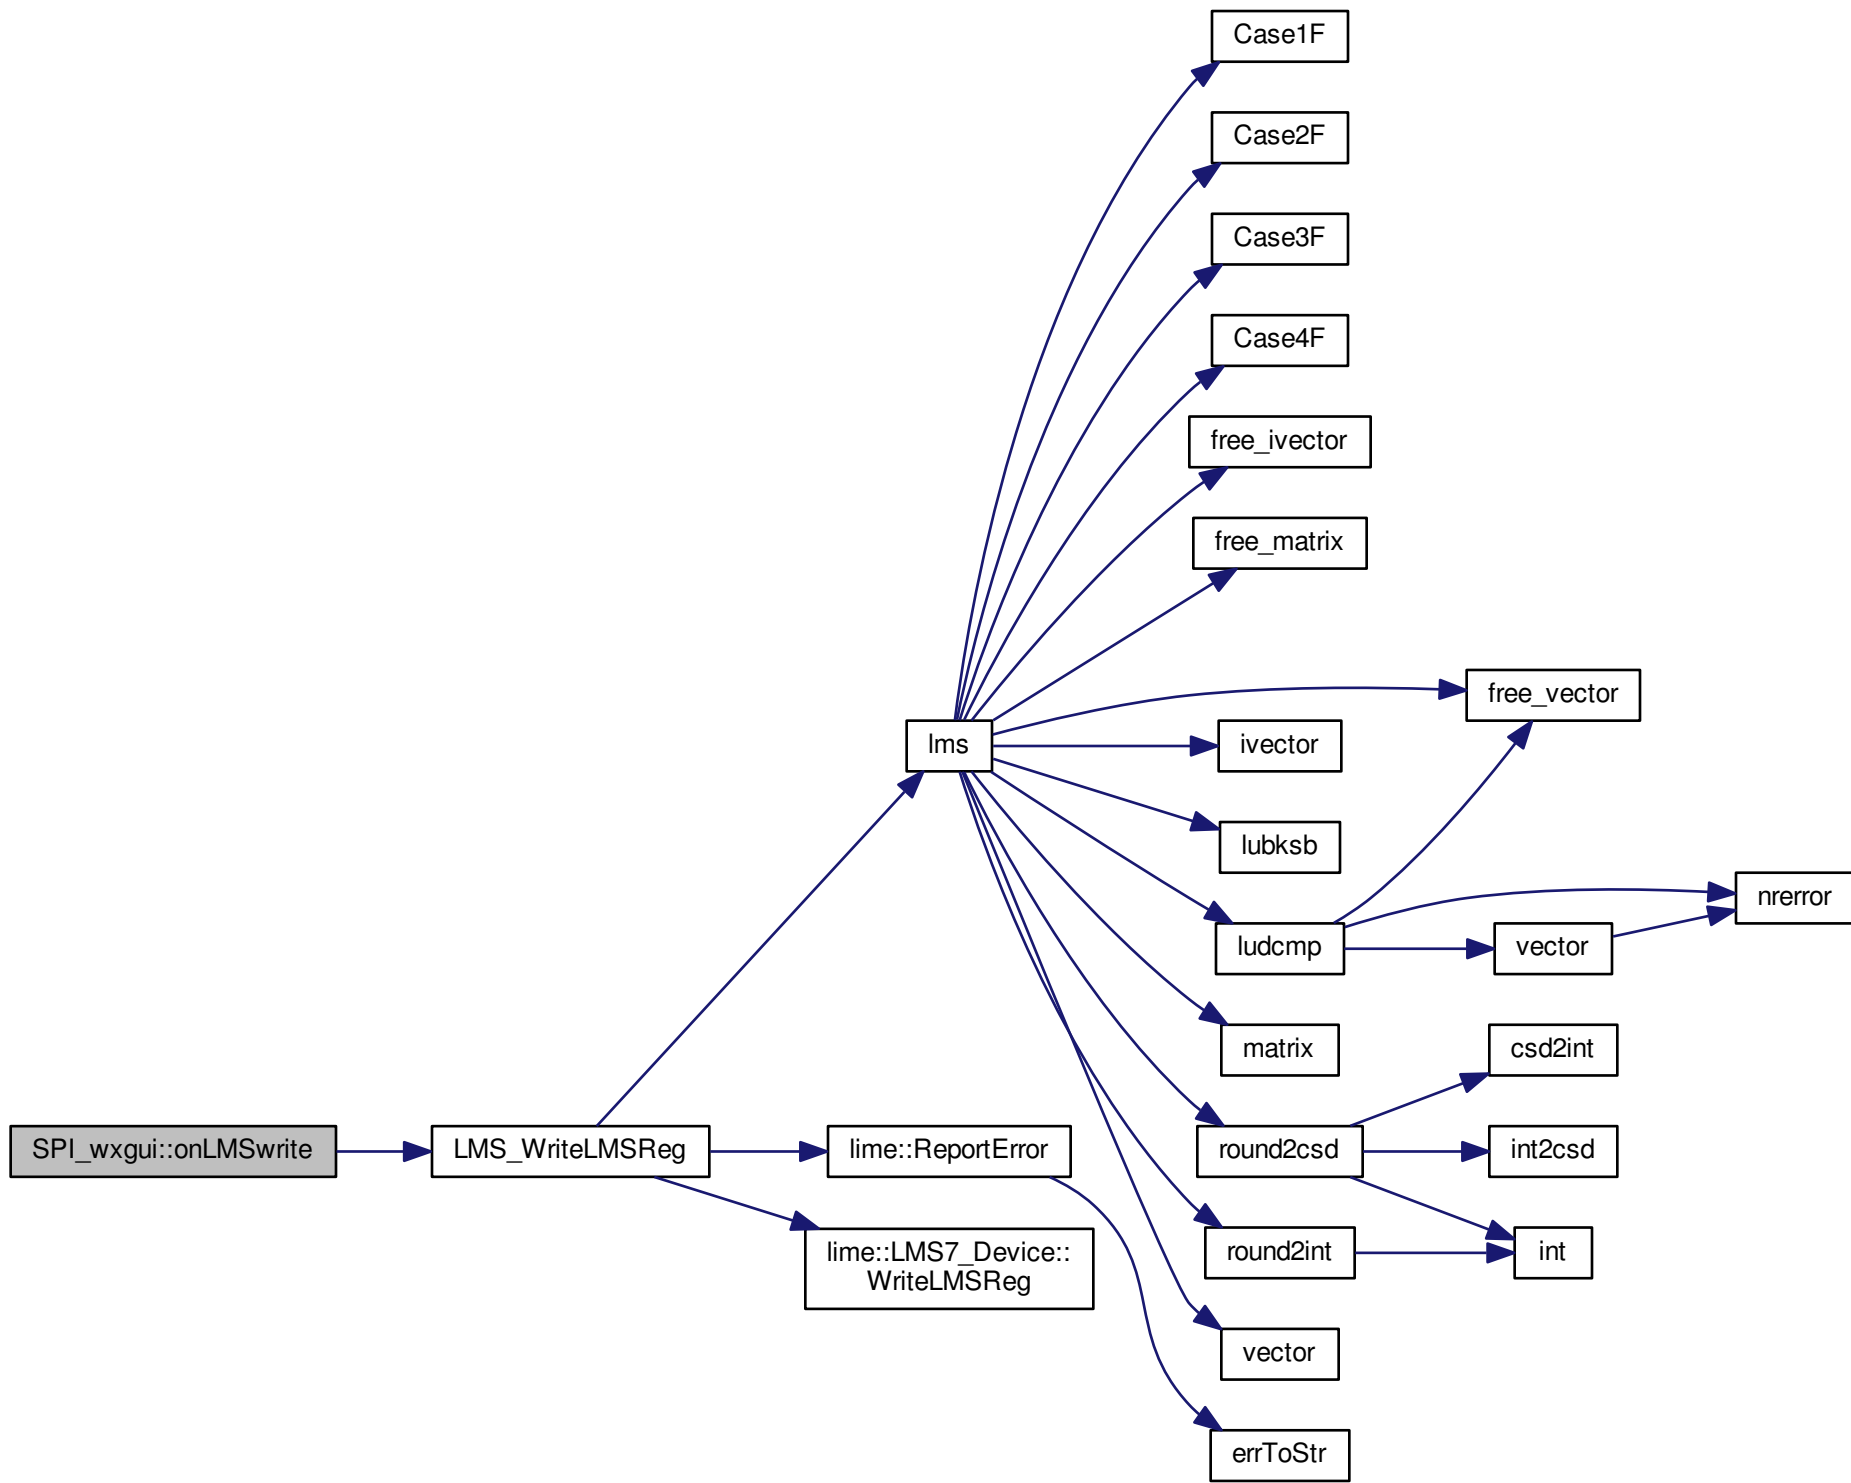 Case1F
Case2F
Case3F
Case4F
free_ivector
free_matrix
free_vector
lms
ivector
lubksb
nrerror
ludcmp
vector
matrix
csd2int
SPI_wxgui::onLMSwrite
LMS_WriteLMSReg
lime::ReportError
round2csd
int2csd
lime::LMS7_Device::
WriteLMSReg
round2int
int
vector
errToStr